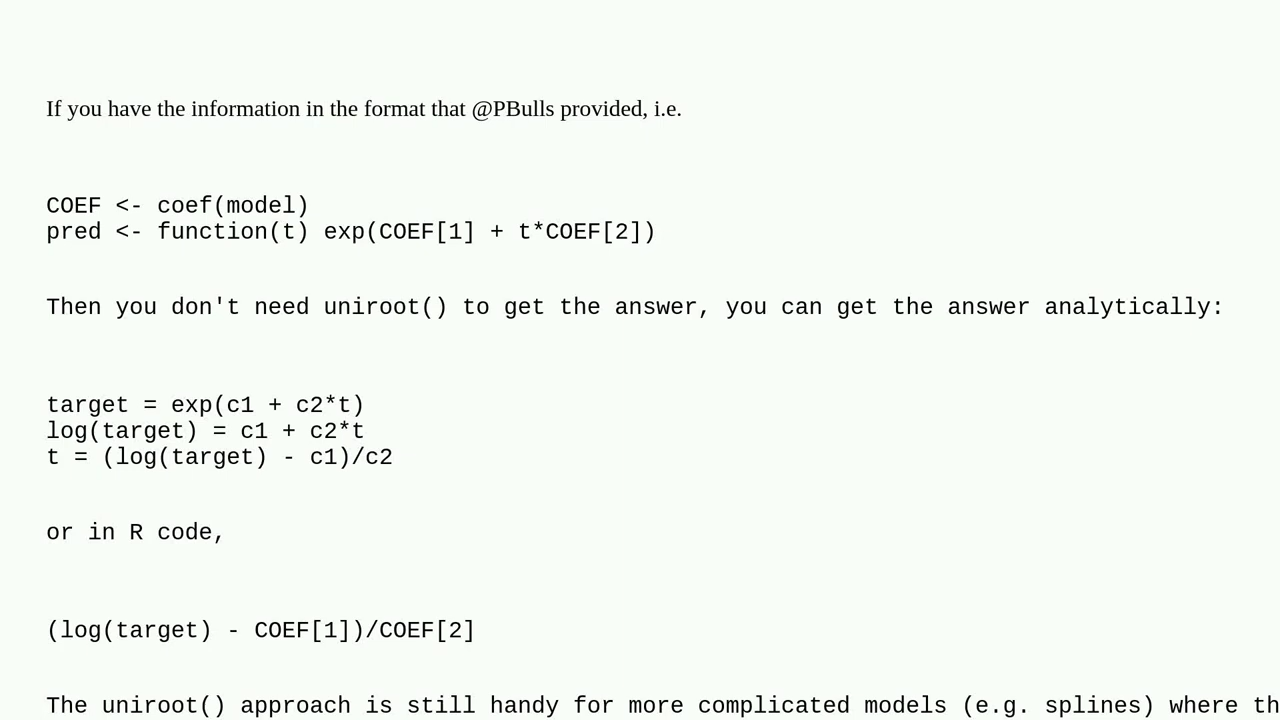 If you have the information in the format that @PBulls provided, i.e.
COEF <- coef(model)
pred <- function(t) exp(COEF[1] + t*COEF[2])
Then you don't need uniroot() to get the answer, you can get the answer analytically:
target = exp(c1 + c2*t)
log(target) = c1 + c2*t
t = (log(target) - c1)/c2
or in R code,
(log(target) - COEF[1])/COEF[2]
The uniroot() approach is still handy for more complicated models (e.g. splines) where